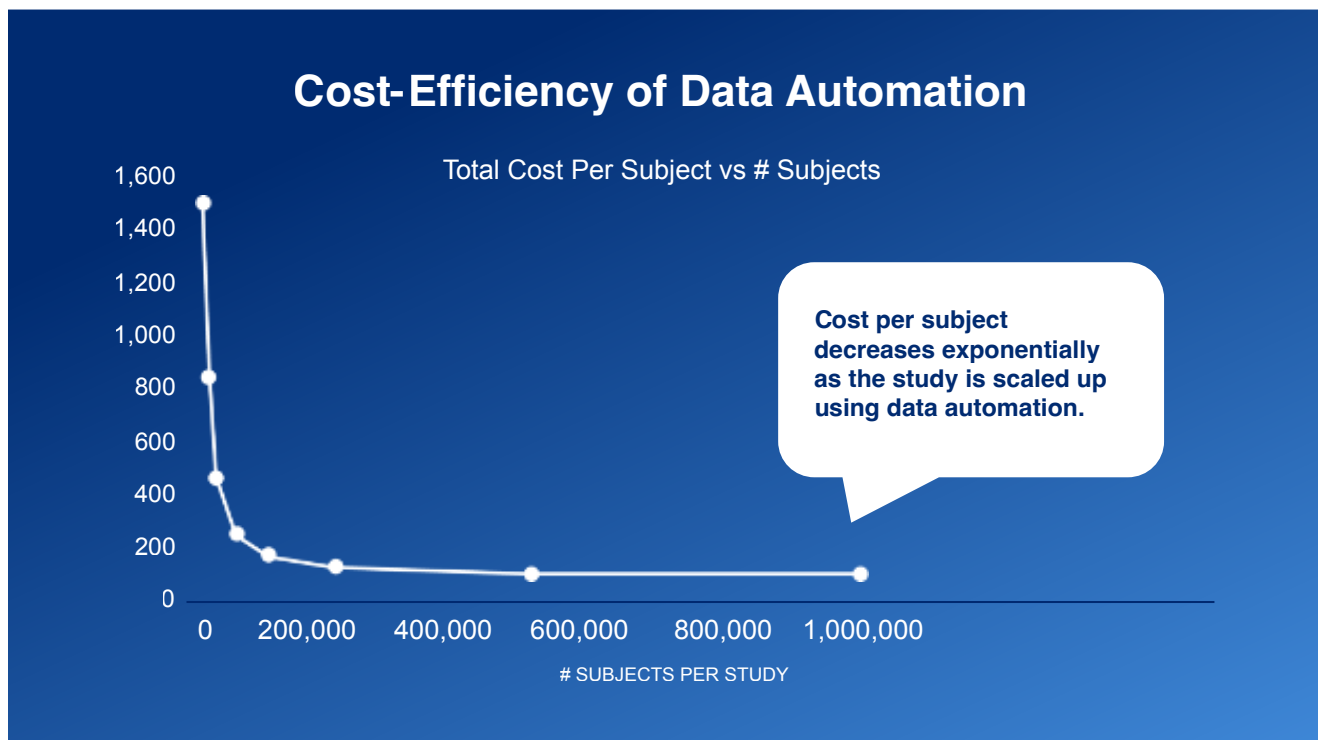 Cost-Efficiency of Data Automation
Total Cost Per Subject vs # Subjects
1,600
1,400
1,200
1,000
800
600
400
200
0
Cost per subject
decreases exponentially
as the study is scaled up
using data automation.
0 200,000 400,000 600,000 800,000 1,000,000
# SUBJECTS PER STUDY